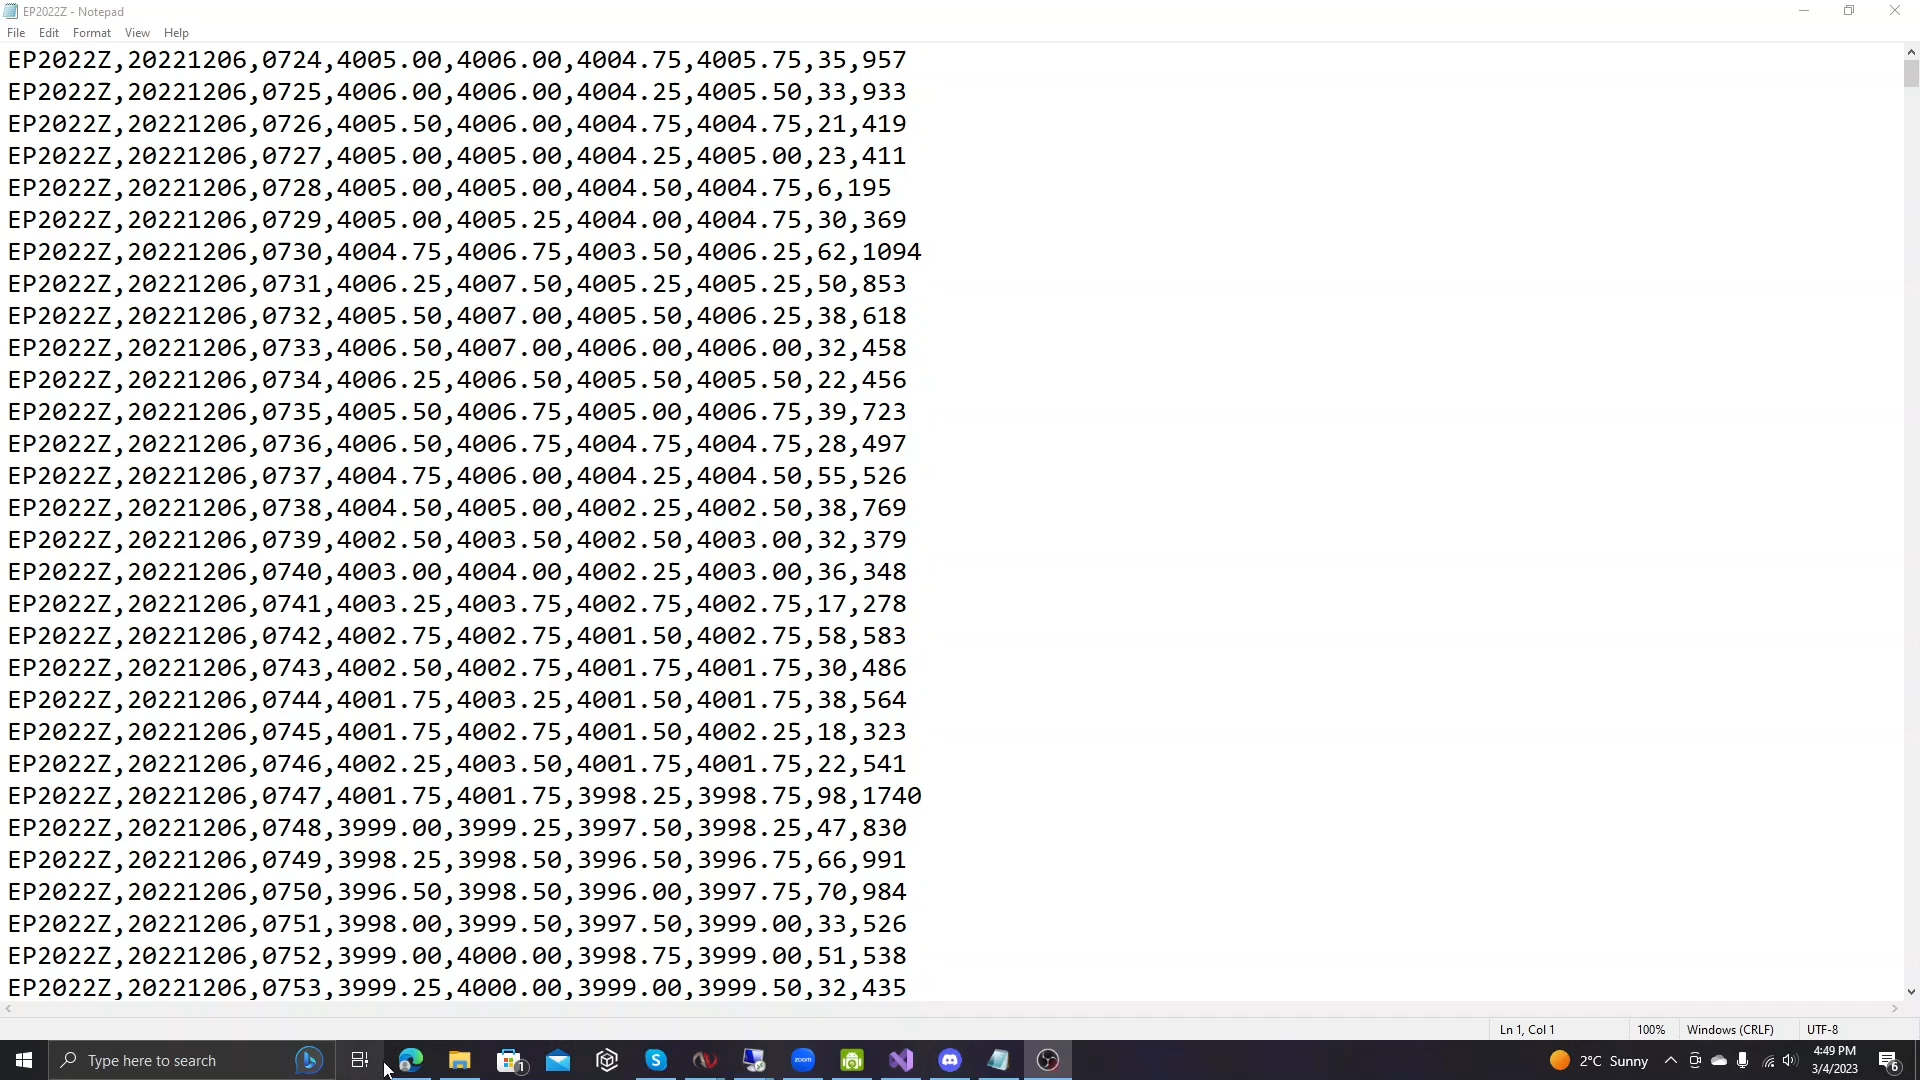 EP2022Z - Notepad
File Edit Format View Help
EP2022Z,20221206,0724,4005.00,4006.00,4004.75,4005.75,35,957
EP2022Z,20221206,0725,4006.00,4006.00,4004.25,4005.50,33,933
EP2022Z,20221206,0726,4005.50,4006.00,4004.75,4004.75,21,419
EP2022Z,20221206,0727,4005.00,4005.00,4004.25,4005.00,23,411
EP2022Z,20221206,0728,4005.00,4005.00,4004.50,4004.75,6,195
EP2022Z,20221206,0729,4005.00,4005.25,4004.00,4004.75,30,369
EP2022Z,20221206,0730,4004.75,4006.75,4003.50,4006.25,62,1094
EP2022Z,20221206,0731,4006.25,4007.50,4005.25,4005.25,50,853
EP2022Z,20221206,0732,4005.50,4007.00,4005.50,4006.25,38,618
EP2022Z,20221206,0733,4006.50,4007.00,4006.00,4006.00,32,458
EP2022Z,20221206,0734,4006.25,4006.50,4005.50,4005.50,22,456
EP2022Z,20221206,0735,4005.50,4006.75,4005.00,4006.75,39,723
EP2022Z,20221206,0736,4006.50,4006.75,4004.75,4004.75,28,497
EP2022Z,20221206,0737,4004.75,4006.00,4004.25,4004.50,55,526
EP2022Z,20221206,0738,4004.50,4005.00,4002.25,4002.50,38,769
EP2022Z,20221206,0739,4002.50,4003.50,4002.50,4003.00,32,379
EP2022Z,20221206,0740,4003.00,4004.00,4002.25,4003.00,36,348
EP2022Z,20221206,0741,4003.25,4003.75,4002.75,4002.75,17,278
EP2022Z,20221206,0742,4002.75,4002.75,4001.50,4002.75,58,583
EP2022Z,20221206,0743,4002.50,4002.75,4001.75,4001.75,30,486
EP2022Z,20221206,0744,4001.75,4003.25,4001.50,4001.75,38,564
EP2022Z,20221206,0745,4001.75,4002.75,4001.50,4002.25,18,323
EP2022Z,20221206,0746,4002.25,4003.50,4001.75,4001.75,22,541
EP2022Z,20221206,0747,4001.75,4001.75,3998.25,3998.75,98,1740
EP2022Z,20221206,0748,3999.00,3999.25,3997.50,3998.25,47,830
EP2022Z,20221206,0749,3998.25,3998.50,3996.50,3996.75,66,991
EP2022Z,20221206,0750,3996.50,3998.50,3996.00,3997.75,70,984
EP2022Z,20221206,0751,3998.00,3999.50,3997.50,3999.00,33,526
EP2022Z,20221206,0752,3999.00,4000.00,3998.75,3999.00,51,538
EP2022Z,20221206,0753,3999.25,4000.00,3999.00,3999.50,32,435
Ln 1, Col 1 100% Windows (CRLF) UTF-8
Type here to search 1 S zoom 2°C Sunny 4:49 PM 6
3/4/2023